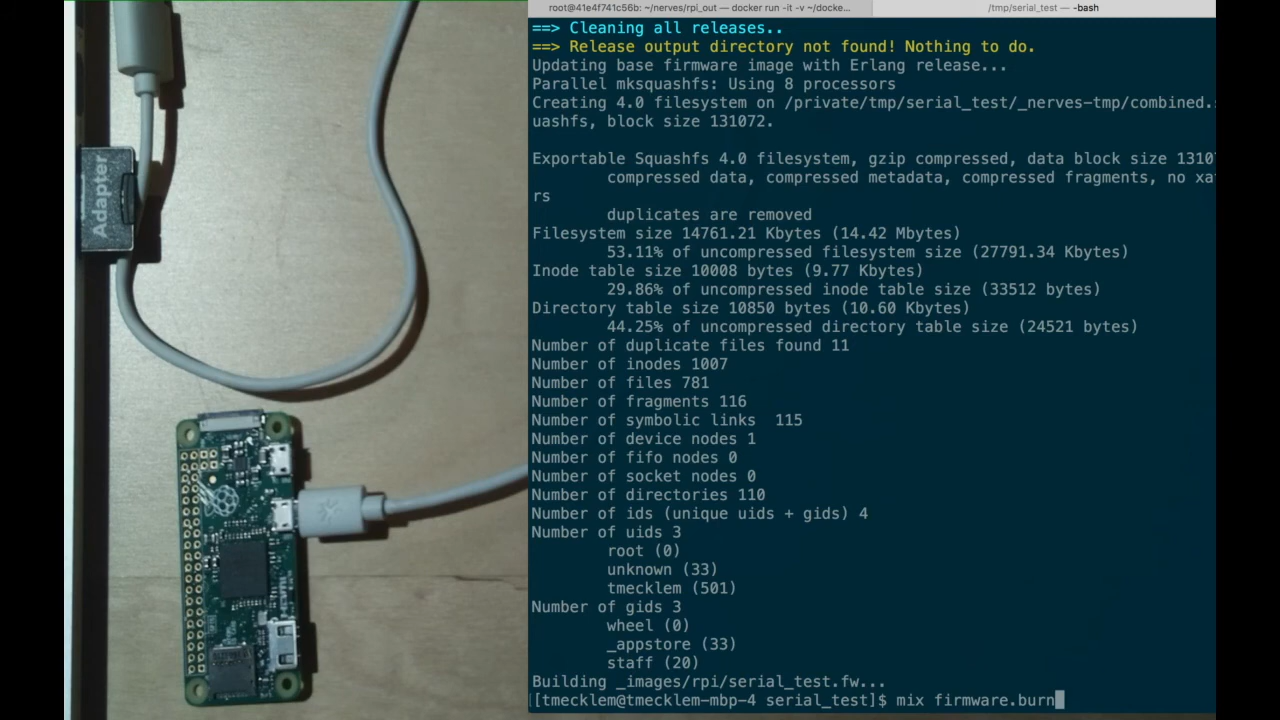 root@41e4f741c56b: ~/nerves/rpi_out — docker run -it -v ~/docke...
/tmp/serial_test — -bash
Adapter
==> Cleaning all releases..
==> Release output directory not found! Nothing to do.
Updating base firmware image with Erlang release...
Parallel mksquashfs: Using 8 processors
Creating 4.0 filesystem on /private/tmp/serial_test/_nerves-tmp/combined.s
uashfs, block size 131072.
Exportable Squashfs 4.0 filesystem, gzip compressed, data block size 13107
compressed data, compressed metadata, compressed fragments, no xat
rs
duplicates are removed
Filesystem size 14761.21 Kbytes (14.42 Mbytes)
53.11% of uncompressed filesystem size (27791.34 Kbytes)
Inode table size 10008 bytes (9.77 Kbytes)
29.86% of uncompressed inode table size (33512 bytes)
Directory table size 10850 bytes (10.60 Kbytes)
44.25% of uncompressed directory table size (24521 bytes)
Number of duplicate files found 11
Number of inodes 1007
Number of files 781
Number of fragments 116
Number of symbolic links  115
Number of device nodes 1
Number of fifo nodes 0
Number of socket nodes 0
Number of directories 110
Number of ids (unique uids + gids) 4
Number of uids 3
root (0)
unknown (33)
tmecklem (501)
Number of gids 3
wheel (0)
_appstore (33)
staff (20)
Building _images/rpi/serial_test.fw...
[[tmecklem@tmecklem-mbp-4 serial_test]$ mix firmware.burn